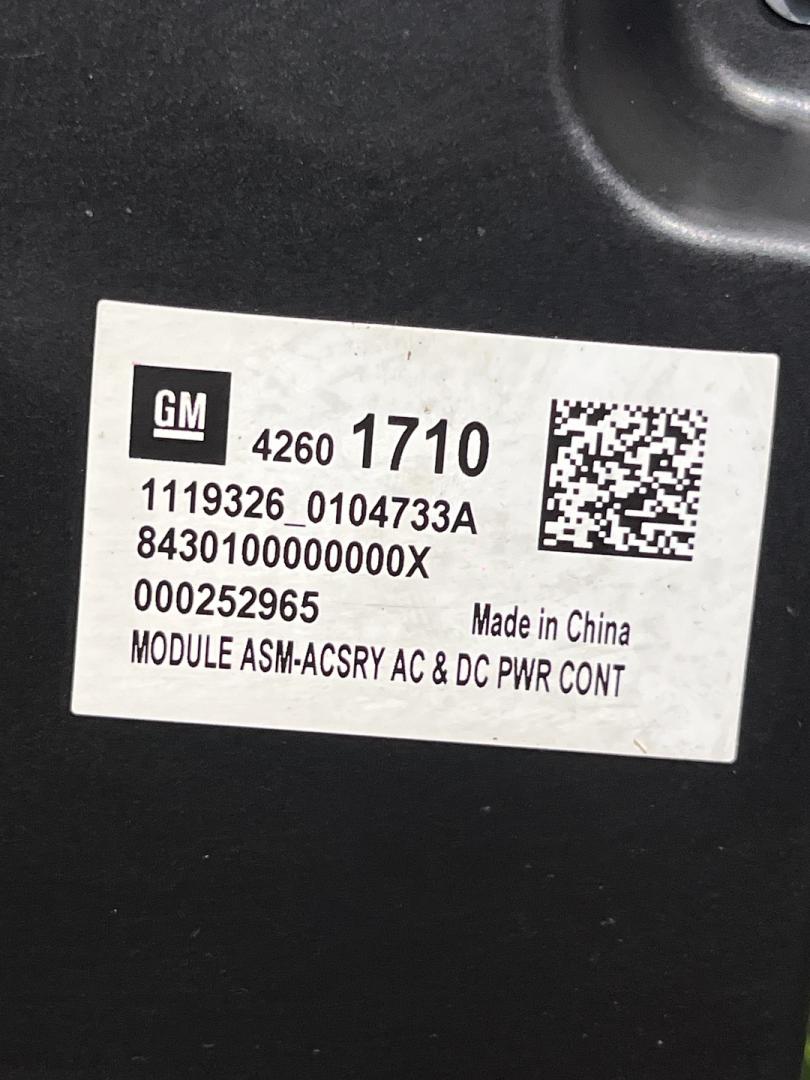 GM
4260 1710
1119326_0104733A
8430100000000X
000252965
Made in China
MODULE ASM-ACSRY AC & DC PWR CONT